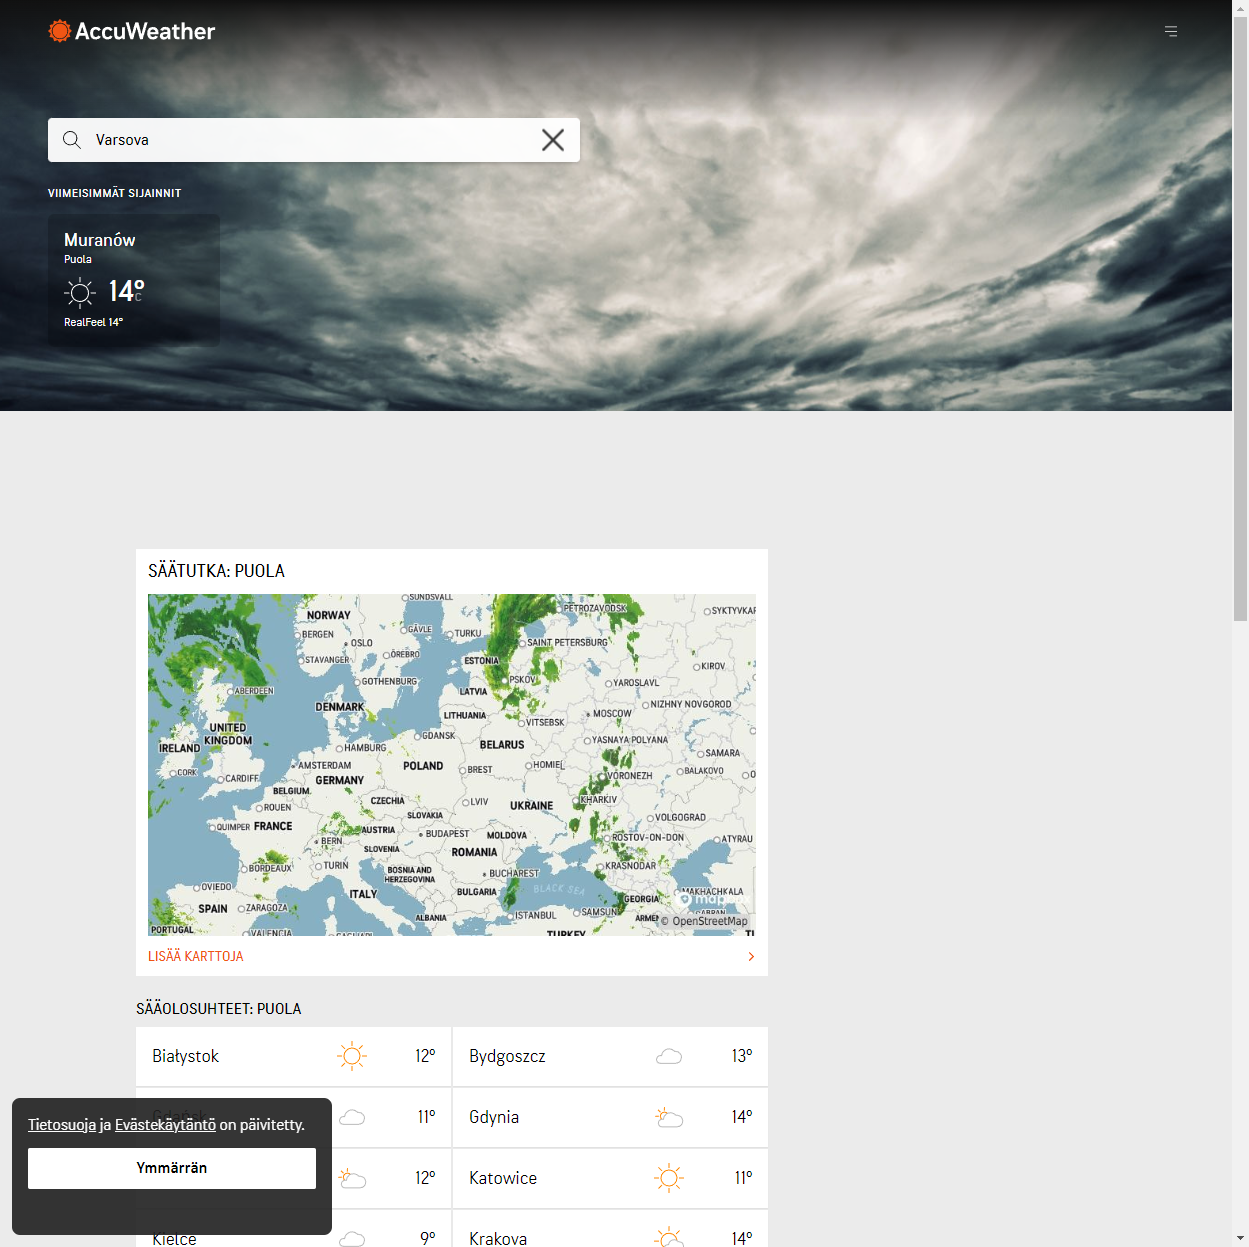 AccuWeather
Varsova
VIIMEISIMMÄT SIJAINNIT
Muranów
Puola
14°
C
RealFeel 14°
SÄÄTUTKA: PUOLA
SUNDSVALL
PETROZAVODSK
NORWAY
BERGEN
OSLO
GÄVLE
TURKU
SAINT PETERSBURG
STAVANGER
ÖREBRO
ESTONIA
KIROV
ABERDEEN
GOTHENBURG
LATVIA
PSKOV
YAROSLAVL
DENMARK
LITHUANIA
VITSEBSK
MOSCOW
NIZHNY NOVGOROD
UNITED
KINGDOM
IRELAND
HAMBURG
GDANSK
BELARUS
YASNAYA POLYANA
SAMARA
CORK
CARDIFF
AMSTERDAM
GERMANY
POLAND
BREST
HOMIEL
VORONEZH
BALAKOVO
BELGIUM
ROUEN
CZECHIA
LVIV
UKRAINE
KHARKIV
QUIMPER
FRANCE
SLOVAKIA
VOLGOGRAD
BERN
AUSTRIA
BUDAPEST
MOLDOVA
ROSTOV-ON-DON
ATYRAU
SLOVENIA
ROMANIA
BORDEAUX
TURIN
BOSNIA AND
HERZEGOVINA
BUCHAREST
KRASNODAR
OVIEDO
ITALY
BULGARIA
BLACK SEA
GEORGIA
MAKHACHKALA
SPAIN
ZARAGOZA
ALBANIA
ISTANBUL
SAMSUN
PORTUGAL
© OpenStreetMap
LISÄÄ KARTTOJA
SÄÄOLOSUHTEET: PUOLA
Białystok 12° Bydgoszcz 13°
Gdańsk 11° Gdynia 14°
12° Katowice 11°
Kielce 9° Krakova 14°
Tietosuoja ja Evästekäytäntö on päivitetty.
Ymmärrän